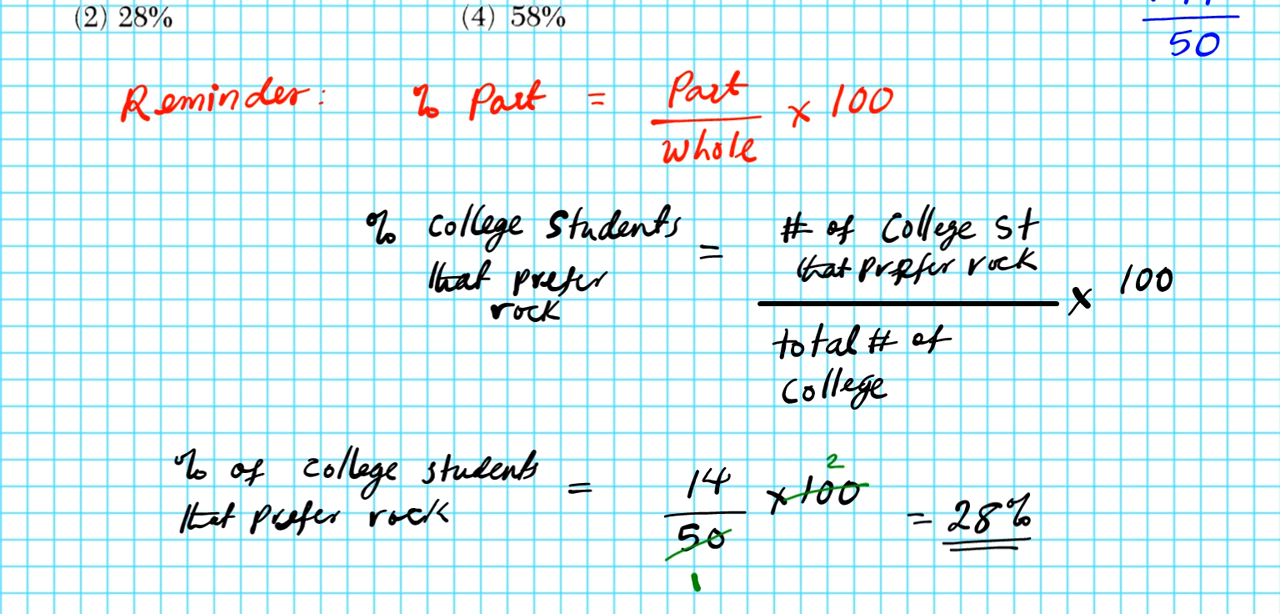 (2) 28% (4) 58%
50
Reminder: % Part = Part / Whole × 100
% College Students that prefer rock = # of College St that prefer rock / total # of College × 100
% of college students that prefer rock = 14 / 50 × 100 = 28%
2
1